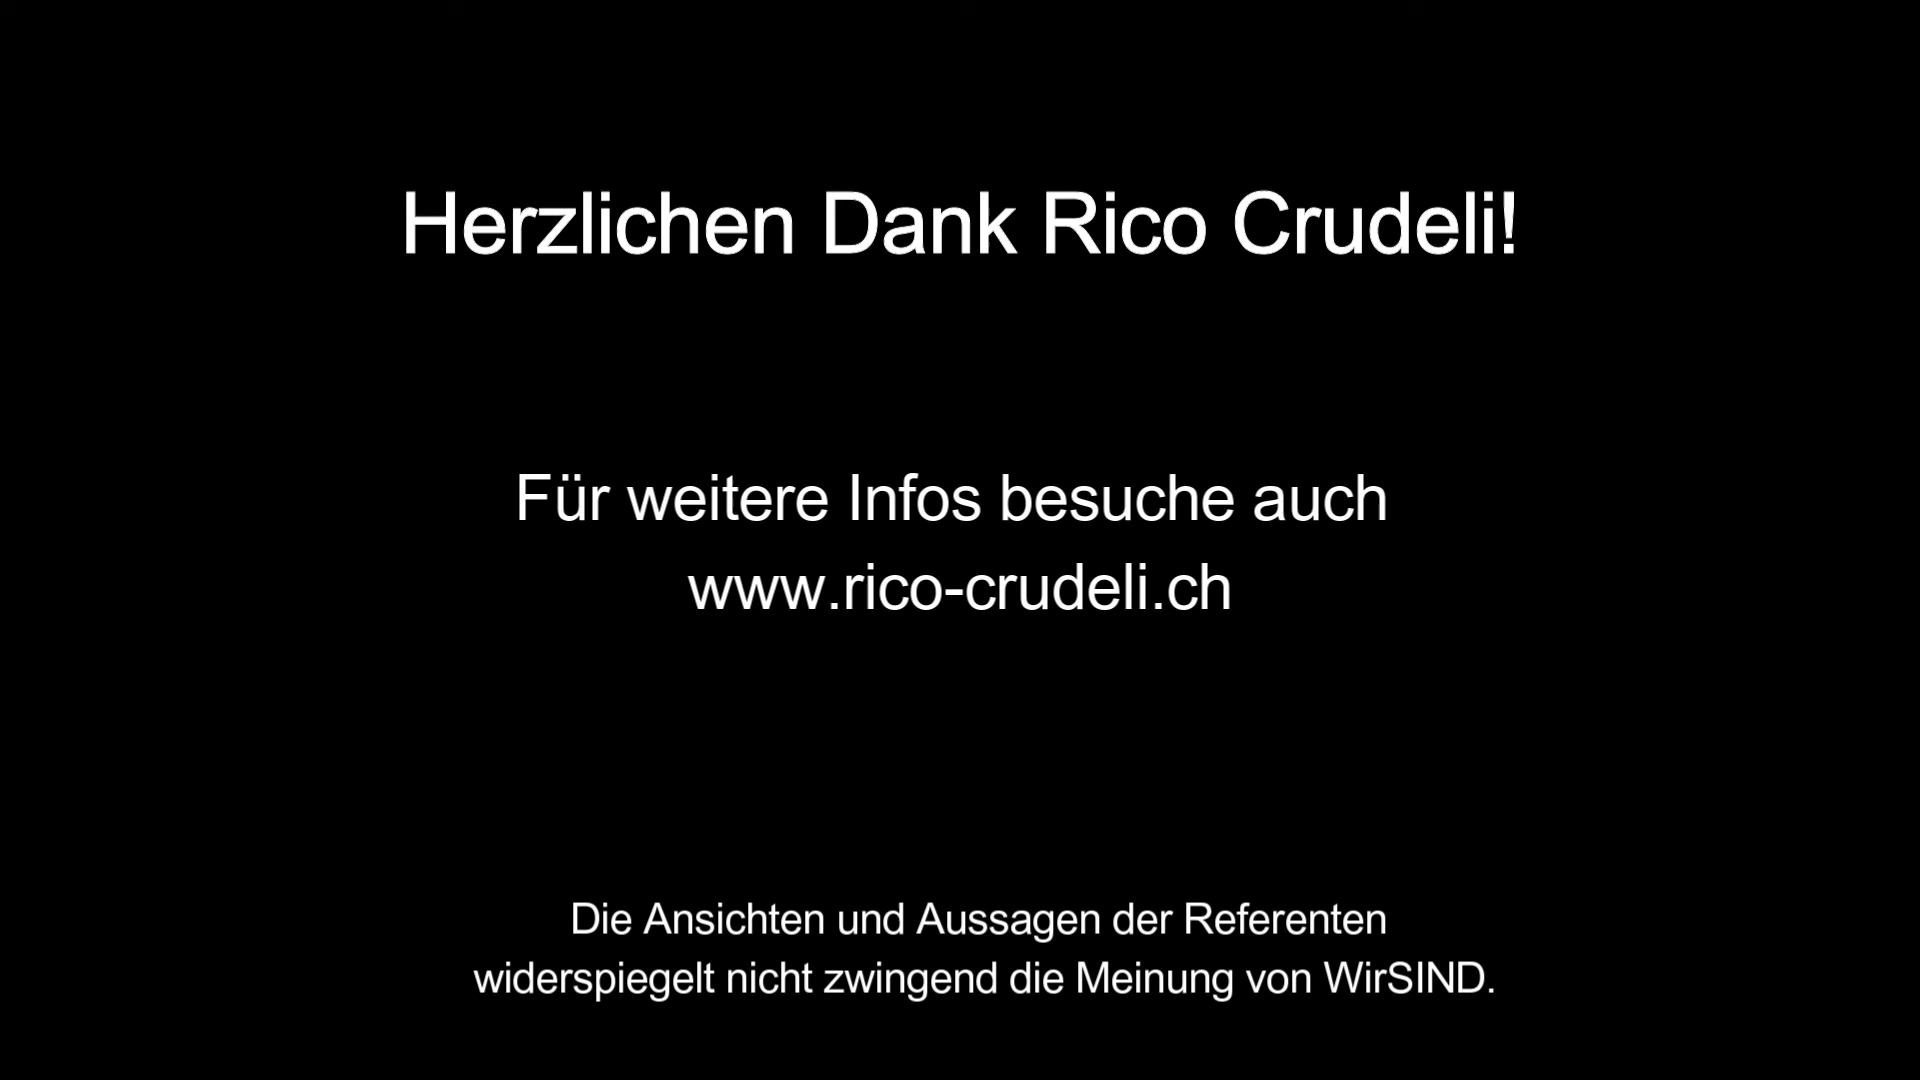 Herzlichen Dank Rico Crudeli!
Für weitere Infos besuche auch
www.rico-crudeli.ch
Die Ansichten und Aussagen der Referenten
widerspiegelt nicht zwingend die Meinung von WirSIND.